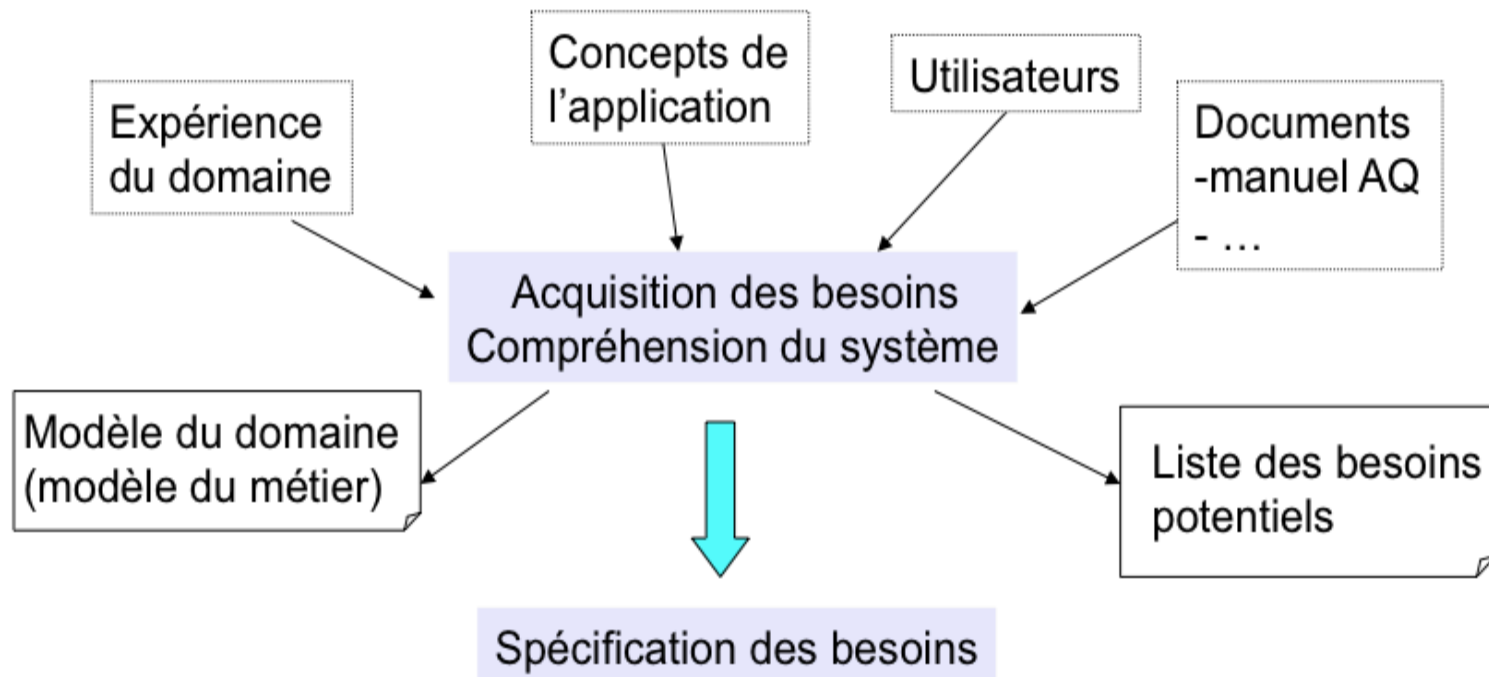 Concepts de
l’application
Utilisateurs
Expérience
du domaine
Documents
-manuel AQ
- …
Acquisition des besoins
Compréhension du système
Modèle du domaine
(modèle du métier)
Liste des besoins
potentiels
Spécification des besoins